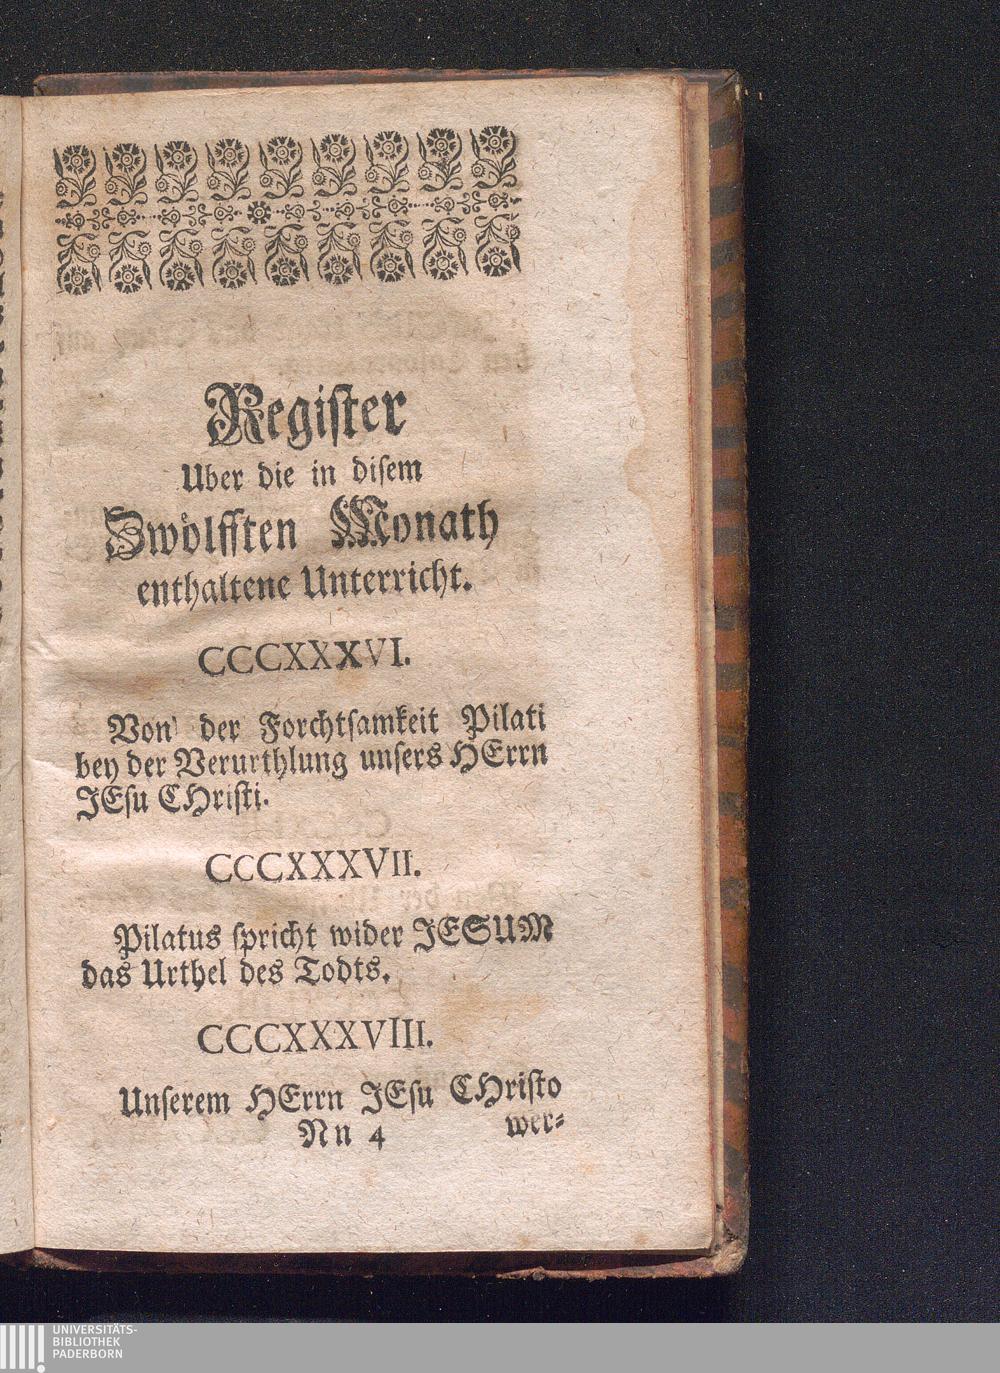 Regiſter
Uber die in diſem
Zwölfften Monath
enthaltene Unterricht.
CCCXXXVI.
Von der Forchtſamkeit Pilati
bey der Verurthlung unſers HErrn
JEſu CHriſti.
CCCXXXVII.
Pilatus ſpricht wider JESUM
das Urthel des Todts.
CCCXXXVIII.
Unſerem HErrn JEſu CHriſto
Nn 4 wer⸗
UNIVERSITÄTS-
BIBLIOTHEK
PADERBORN